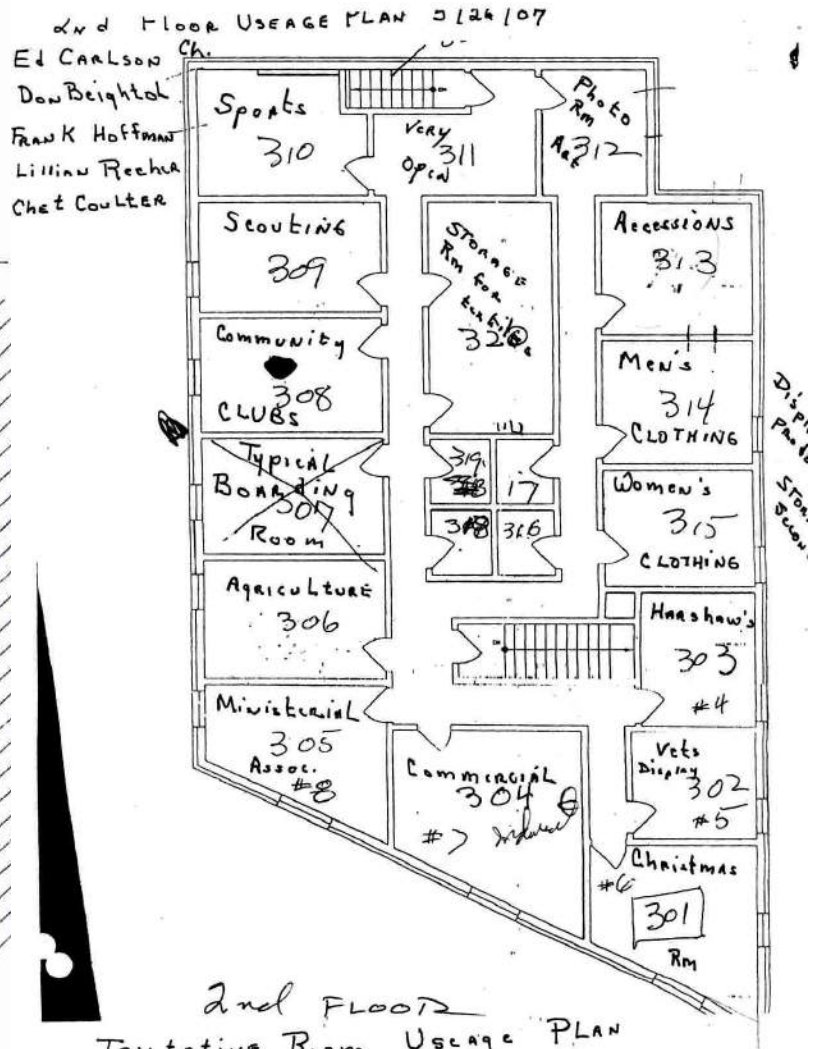 2nd Floor Useage Plan 5/26/07
Ed Carlson Ch.
Don Beightol
Frank Hoffman
Lillian Reeher
Chet Coulter
Sports
310
Very
Open
311
Photo
Rm
Art 312
Scouting
309
Storage
Rm for
textiles
320
Accessions
313
Community
308
Clubs
Men's
314
Clothing
Typical
Boarding
307
Room
319
17
318
316
Women's
315
Clothing
Agriculture
306
Harshaw's
303
#4
Ministerial
305
Assoc.
#8
Commercial
304
#7
Vets
Display
302
#5
Christmas
#6
301
Rm
2nd Floor
Tentative Room Useage Plan